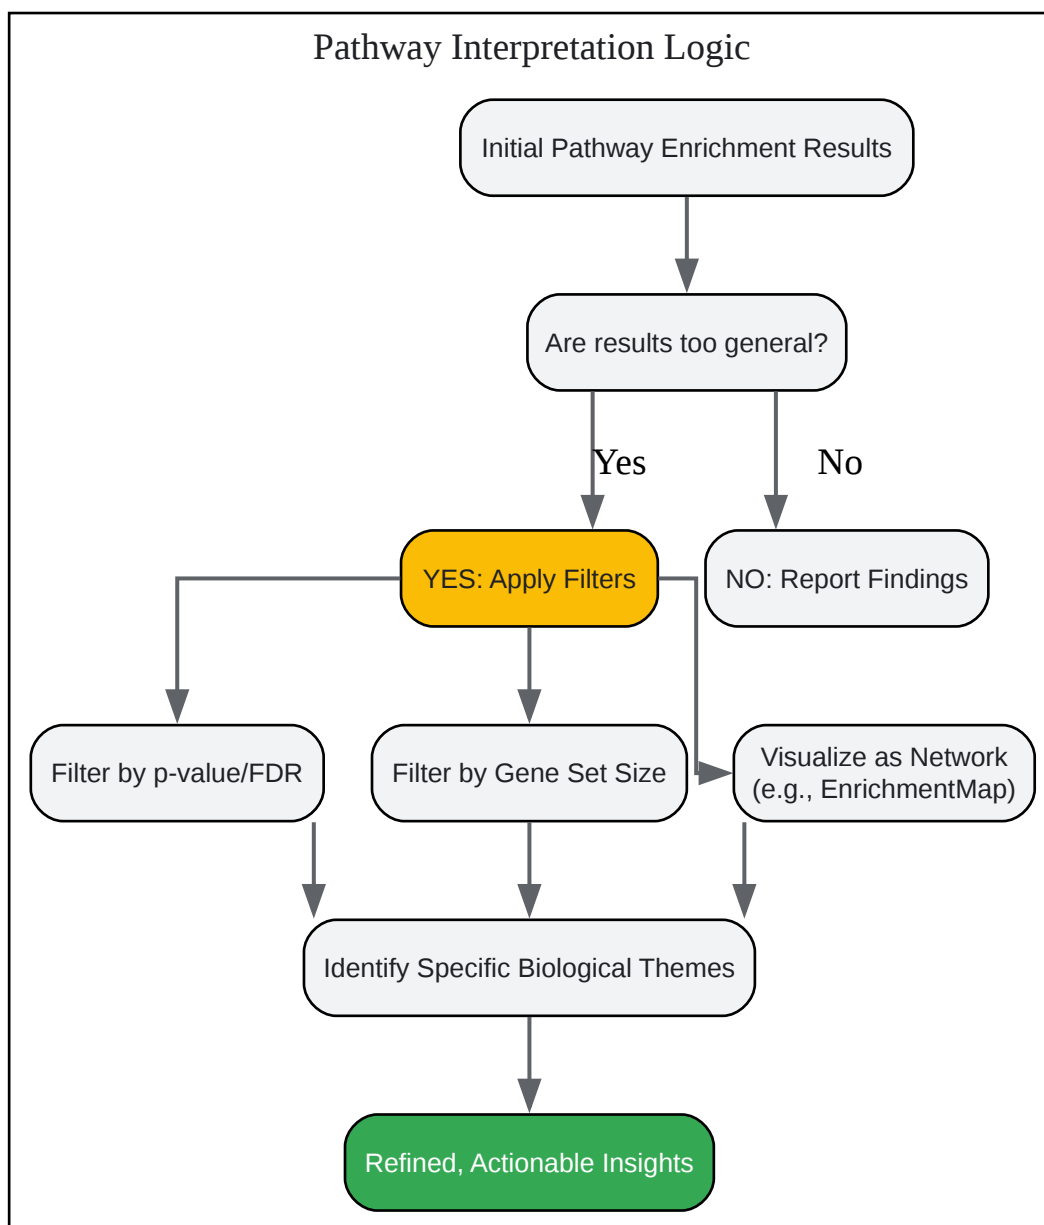 Pathway Interpretation Logic
Initial Pathway Enrichment Results
Are results too general?
Yes
No
YES: Apply Filters
NO: Report Findings
Filter by p-value/FDR
Filter by Gene Set Size
Visualize as Network
(e.g., EnrichmentMap)
Identify Specific Biological Themes
Refined, Actionable Insights